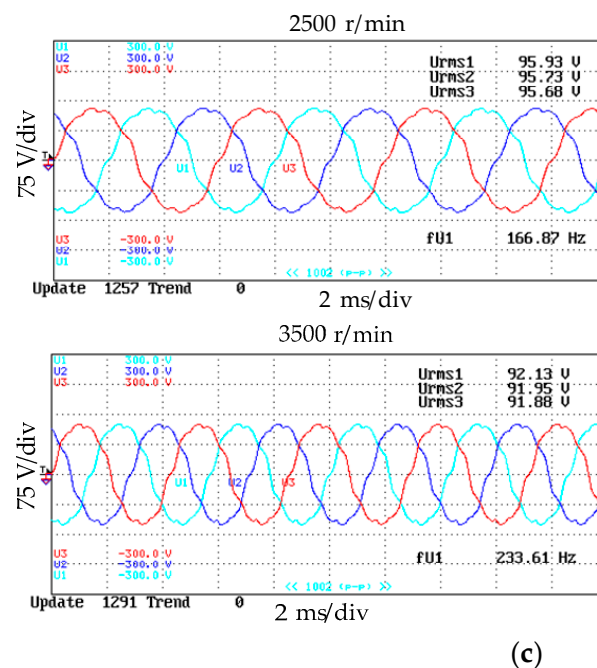 2500 r/min
U1 300.0 V
U2 300.0 V
U3 300.0 V
Urms1 95.93 V
Urms2 95.73 V
Urms3 95.68 V
75 V/div
T
U1 U2 U3
U3 -300.0 V
U2 -300.0 V
U1 -300.0 V
fU1 166.87 Hz
<< 1002 (p-p) >>
Update 1257 Trend 0
2 ms/div
3500 r/min
U1 300.0 V
U2 300.0 V
U3 300.0 V
Urms1 92.13 V
Urms2 91.95 V
Urms3 91.88 V
75 V/div
T
U1 U2 U3
U3 -300.0 V
U2 -300.0 V
U1 -300.0 V
fU1 233.61 Hz
<< 1002 (p-p) >>
Update 1291 Trend 0
2 ms/div
(c)